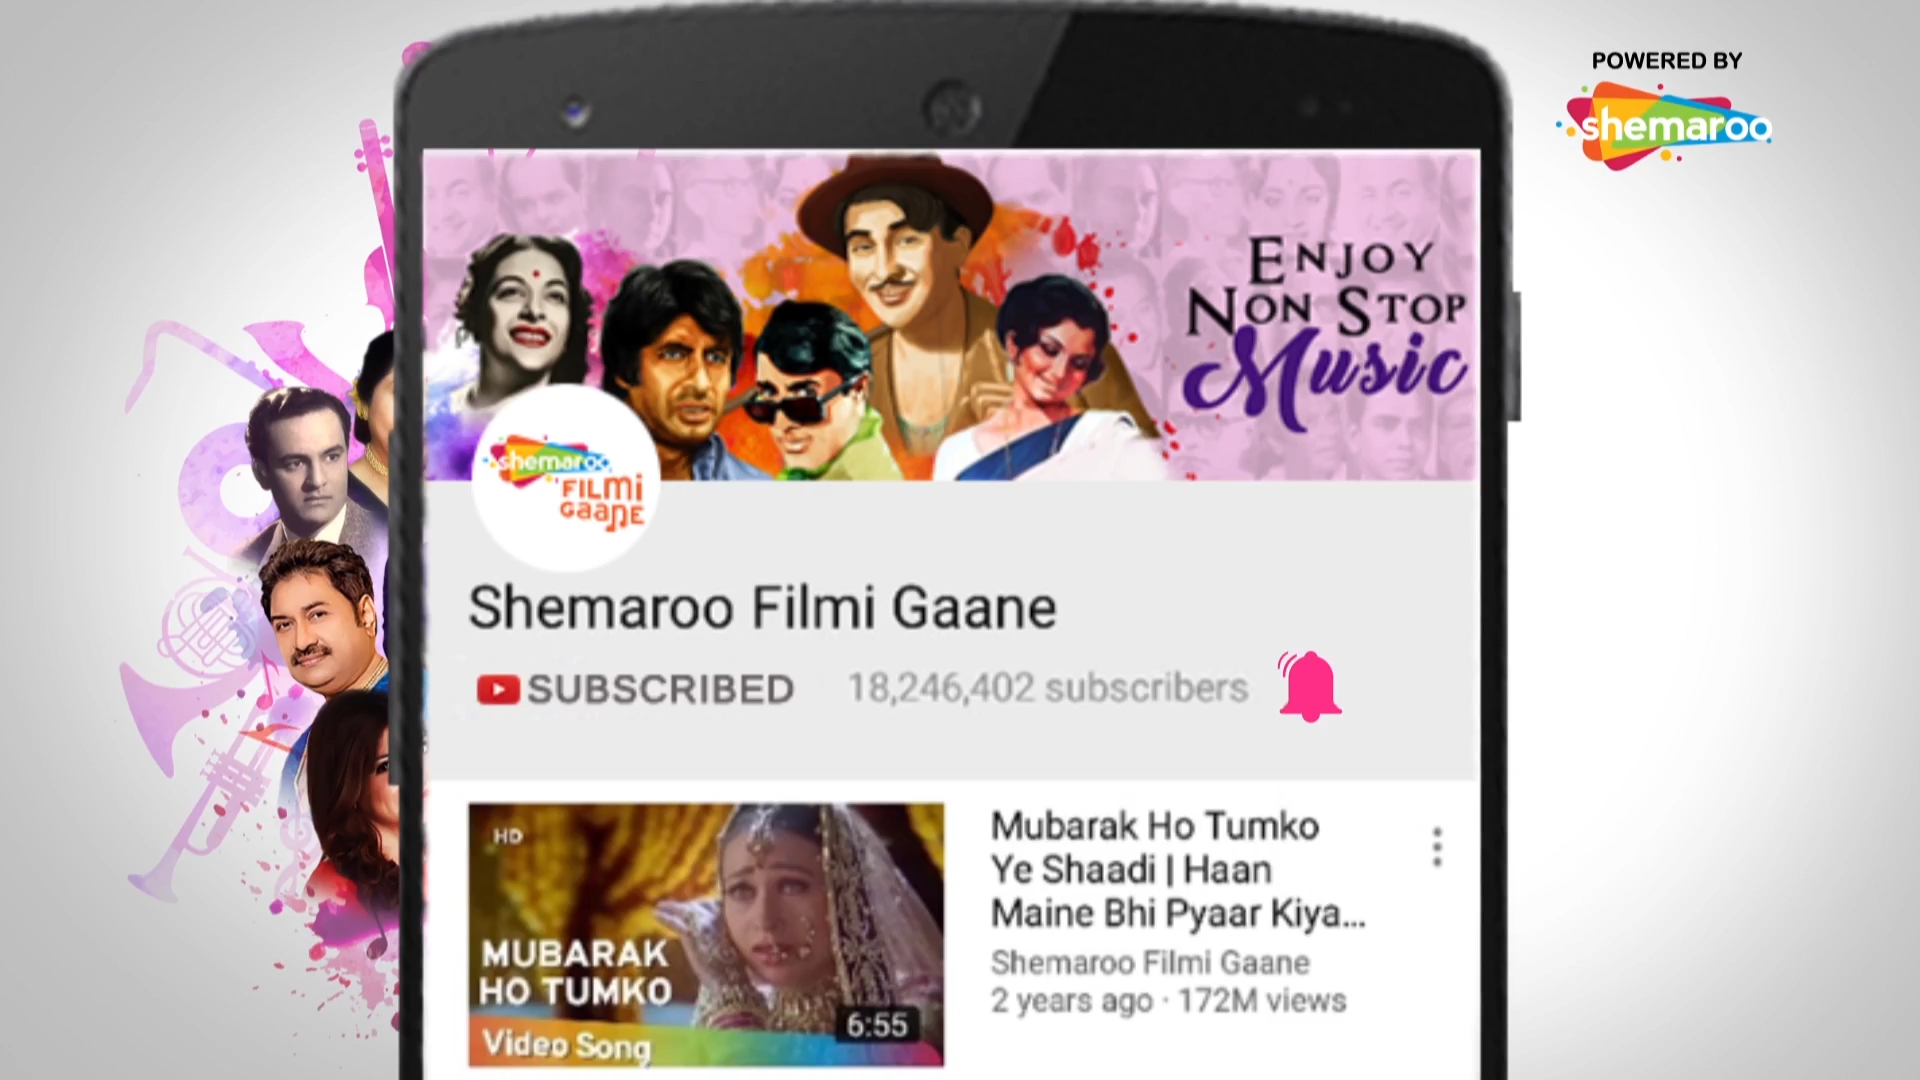 POWERED BY
shemaroo
ENJOY
NON STOP
Music
shemaroo
FILMI
GAANE
Shemaroo Filmi Gaane
SUBSCRIBED 18,246,402 subscribers
HD
MUBARAK
HO TUMKO
Video Song
6:55
Mubarak Ho Tumko
Ye Shaadi | Haan
Maine Bhi Pyaar Kiya...
Shemaroo Filmi Gaane
2 years ago · 172M views